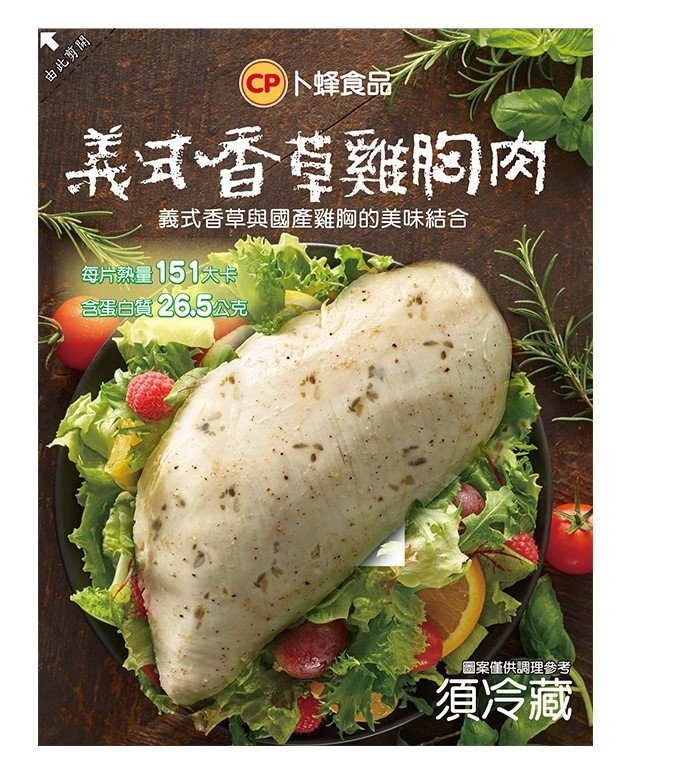 由此剪開
CP 卜蜂食品
義式香草雞胸肉
義式香草與國產雞胸的美味結合
每片熱量151大卡
含蛋白質26.5公克
圖案僅供調理參考
須冷藏